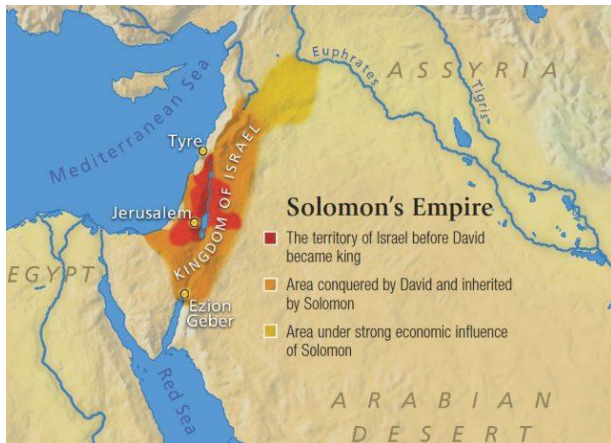 Mediterranean Sea
Euphrates
ASSYRIA
Tigris
Tyre
KINGDOM OF ISRAEL
Jerusalem
Solomon's Empire
The territory of Israel before David
became king
EGYPT
Area conquered by David and inherited
by Solomon
Ezion
Geber
Area under strong economic influence
of Solomon
Red Sea
ARABIAN
DESERT